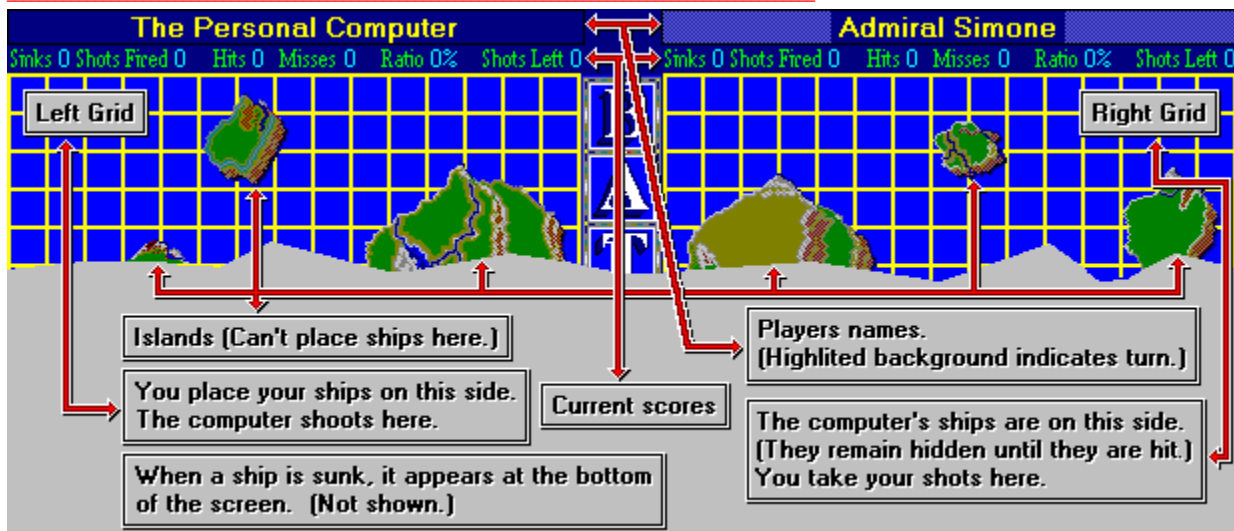 The Personal Computer
Admiral Simone
Sinks 0 Shots Fired 0 Hits 0 Misses 0 Ratio 0% Shots Left 0
Sinks 0 Shots Fired 0 Hits 0 Misses 0 Ratio 0% Shots Left 0
Left Grid
Right Grid
B
A
T
Islands (Can't place ships here.)
Players names.
(Highlited background indicates turn.)
You place your ships on this side.
The computer shoots here.
Current scores
The computer's ships are on this side.
(They remain hidden until they are hit.)
You take your shots here.
When a ship is sunk, it appears at the bottom
of the screen. (Not shown.)